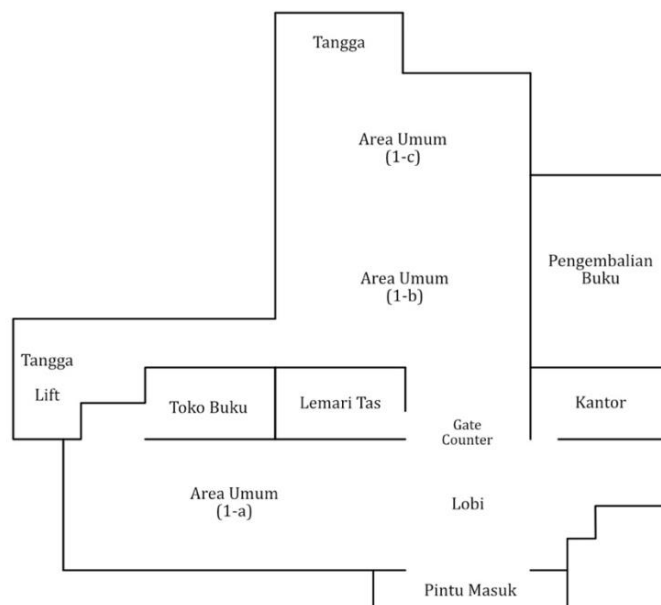 Tangga
Area Umum
(1-c)
Pengembalian
Buku
Area Umum
(1-b)
Tangga
Lift
Toko Buku
Lemari Tas
Kantor
Gate
Counter
Area Umum
(1-a)
Lobi
Pintu Masuk